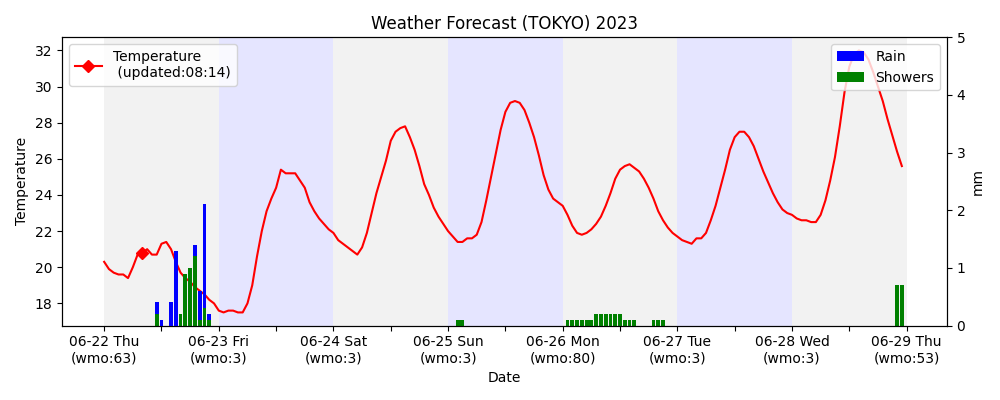 Weather Forecast (TOKYO) 2023
Temperature
(updated:08:14)
Rain
Showers
Temperature
32
30
28
26
24
22
20
18
5
4
3
2
1
0
mm
06-22 Thu
(wmo:63)
06-23 Fri
(wmo:3)
06-24 Sat
(wmo:3)
06-25 Sun
(wmo:3)
06-26 Mon
(wmo:80)
06-27 Tue
(wmo:3)
06-28 Wed
(wmo:3)
06-29 Thu
(wmo:53)
Date